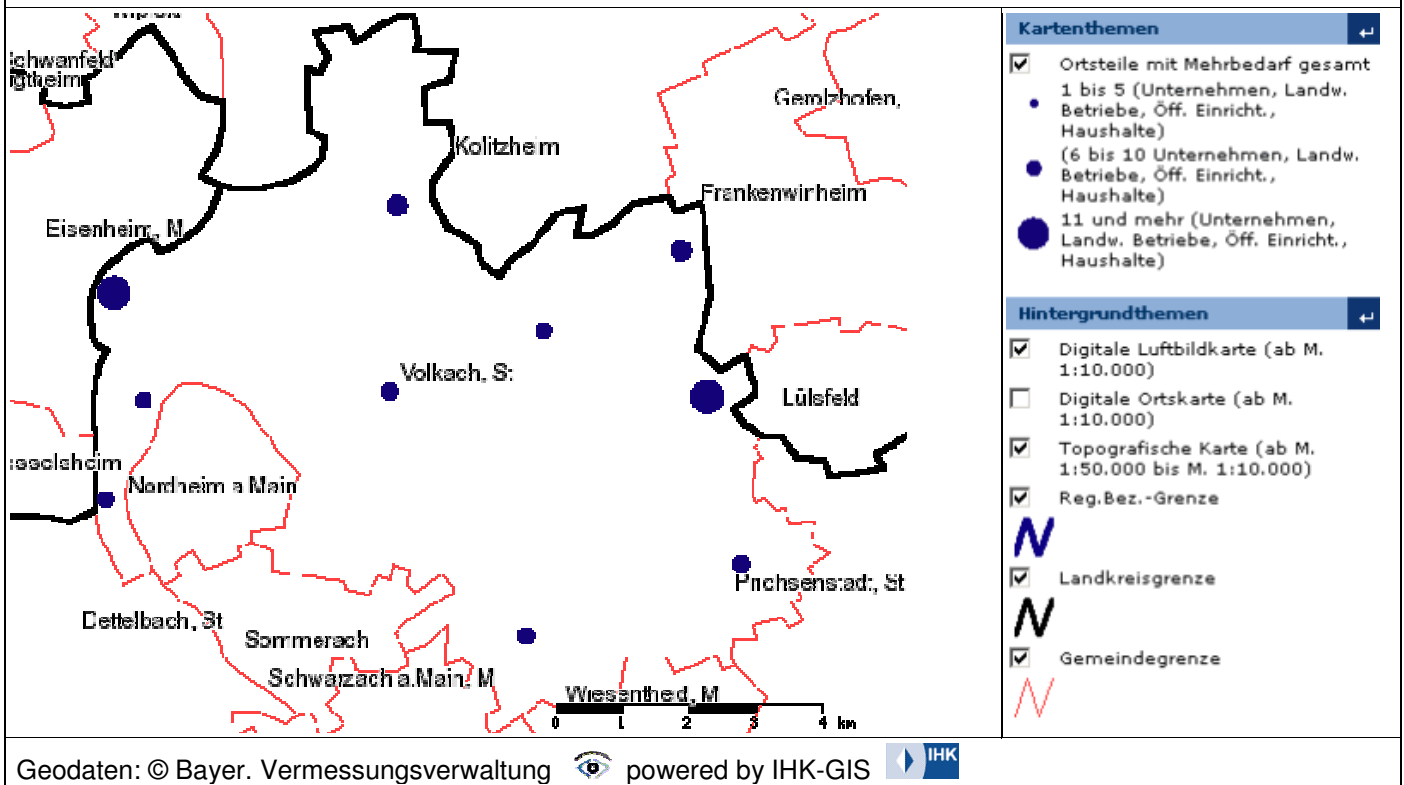 Gerolzhofen,
Kolitzheim
Frankenwinheim
Eisenheim, M
Volkach, St
Lülsfeld
Nordheim a Main
Prichsenstadt, St
Dettelbach, St
Sommerach
Schwarzach a.Main, M
Wiesentheid, M
0 1 2 3 4 km
Kartenthemen
Ortsteile mit Mehrbedarf gesamt
1 bis 5 (Unternehmen, Landw.
Betriebe, Öff. Einricht.,
Haushalte)
(6 bis 10 Unternehmen, Landw.
Betriebe, Öff. Einricht.,
Haushalte)
11 und mehr (Unternehmen,
Landw. Betriebe, Öff. Einricht.,
Haushalte)
Hintergrundthemen
Digitale Luftbildkarte (ab M.
1:10.000)
Digitale Ortskarte (ab M.
1:10.000)
Topografische Karte (ab M.
1:50.000 bis M. 1:10.000)
Reg.Bez.-Grenze
Landkreisgrenze
Gemeindegrenze
Geodaten: © Bayer. Vermessungsverwaltung powered by IHK-GIS IHK